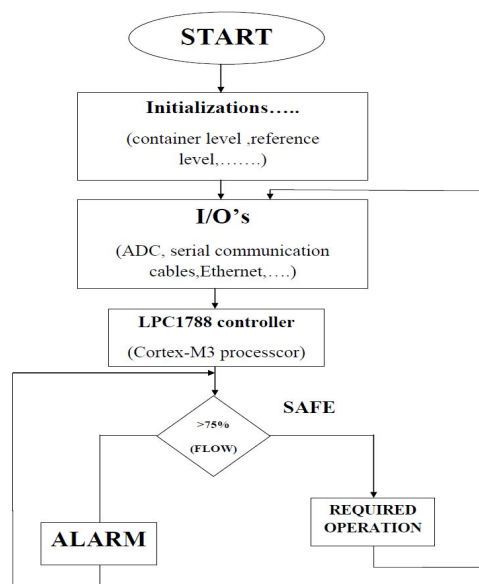 START
Initializations…..
(container level ,reference
level,…….)
I/O’s
(ADC, serial communication
cables,Ethernet,….)
LPC1788 controller
(Cortex-M3 processcor)
SAFE
>75%
(FLOW)
REQUIRED
OPERATION
ALARM